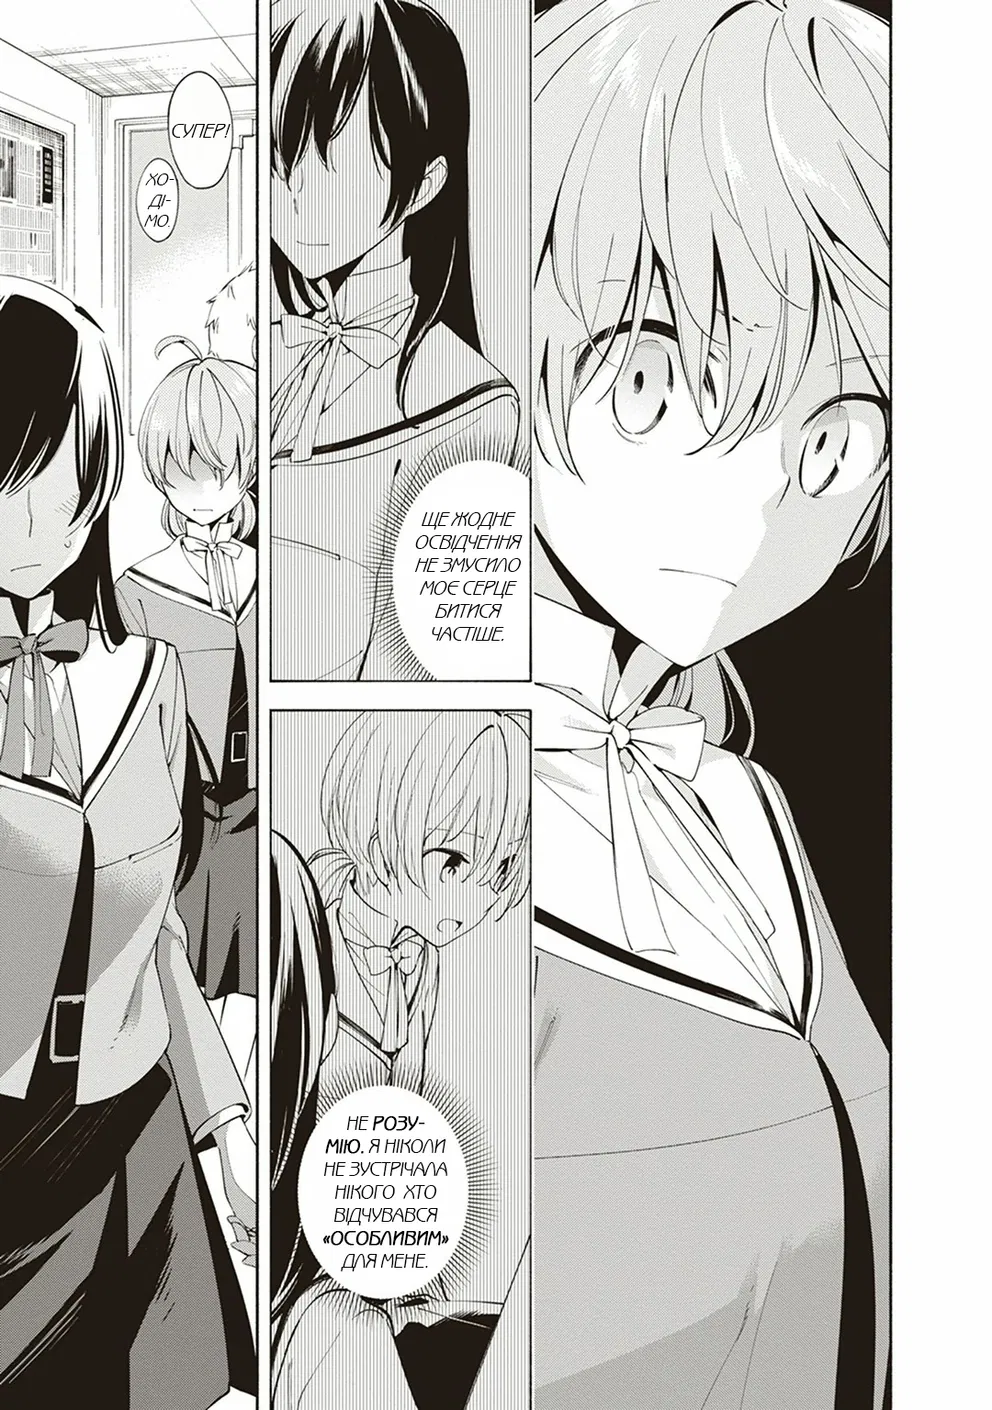 ЩЕ ЖОДНЕ
ОСВІДЧЕННЯ
НЕ ЗМУСИЛО
МОЄ СЕРЦЕ
БИТИСЯ
ЧАСТІШЕ.
НЕ РОЗУ-
МІЮ. Я НІКОЛИ
НЕ ЗУСТРІЧАЛА
НІКОГО ХТО
ВІДЧУВАВСЯ
«ОСОБЛИВИМ»
ДЛЯ МЕНЕ.
СУПЕР!
ХО-
ДІ-
МО.